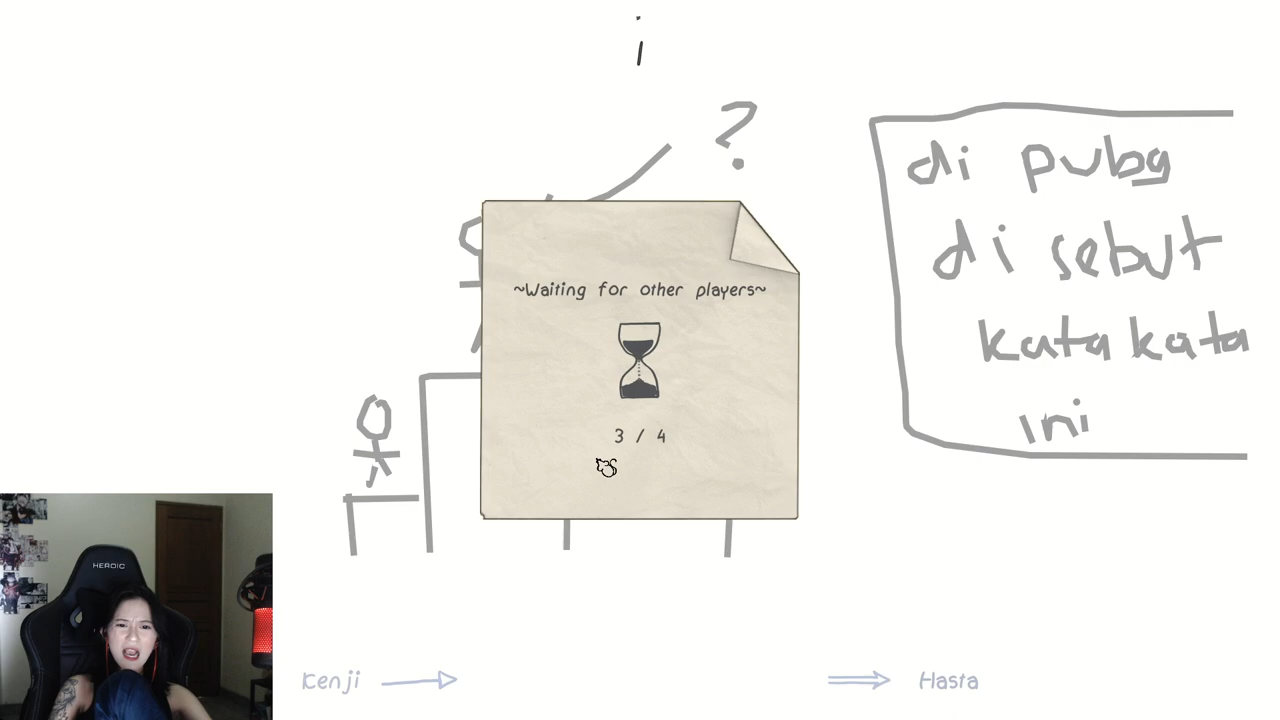 ?
di pubg
di sebut
kata kata
ini
~Waiting for other players~
3 / 4
HEROIC
Kenji
Hasta